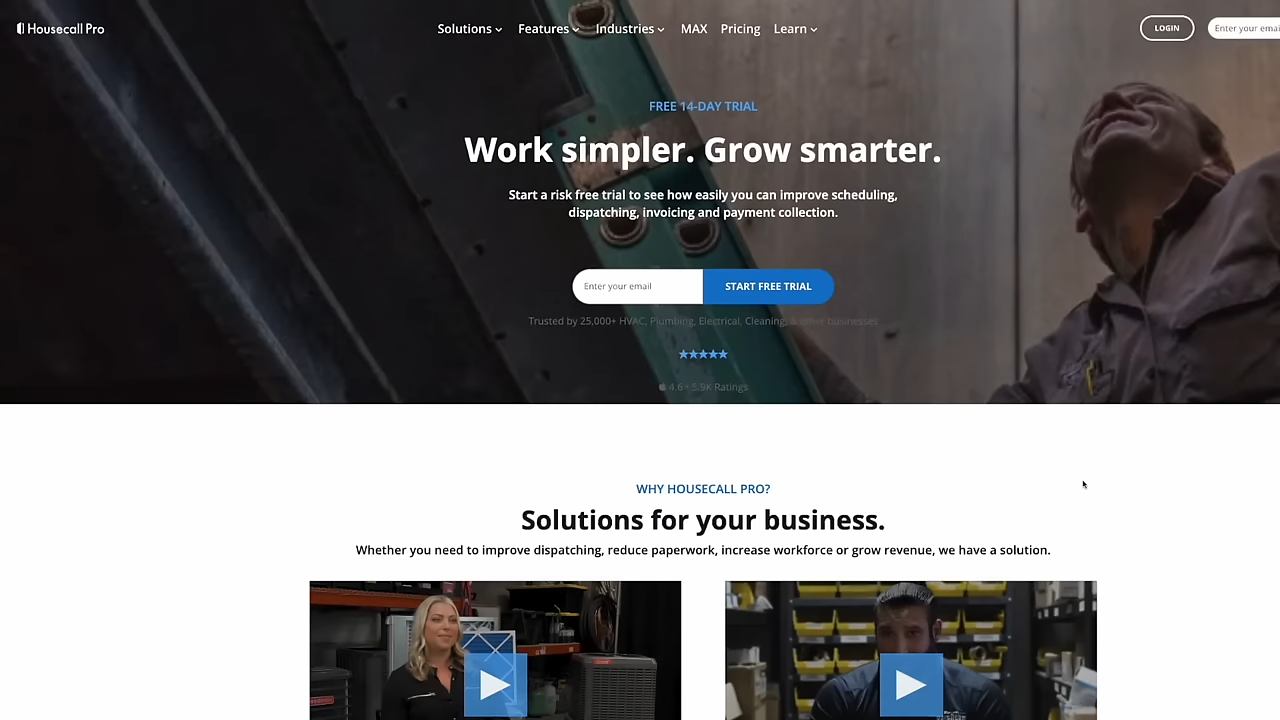 Housecall Pro
Solutions Features Industries MAX Pricing Learn
LOGIN
Enter your emai
FREE 14-DAY TRIAL
Work simpler. Grow smarter.
Start a risk free trial to see how easily you can improve scheduling,
dispatching, invoicing and payment collection.
Enter your email
START FREE TRIAL
Trusted by 25,000+ HVAC, Plumbing, Electrical, Cleaning, & other businesses
4.6 • 5.9K Ratings
WHY HOUSECALL PRO?
Solutions for your business.
Whether you need to improve dispatching, reduce paperwork, increase workforce or grow revenue, we have a solution.